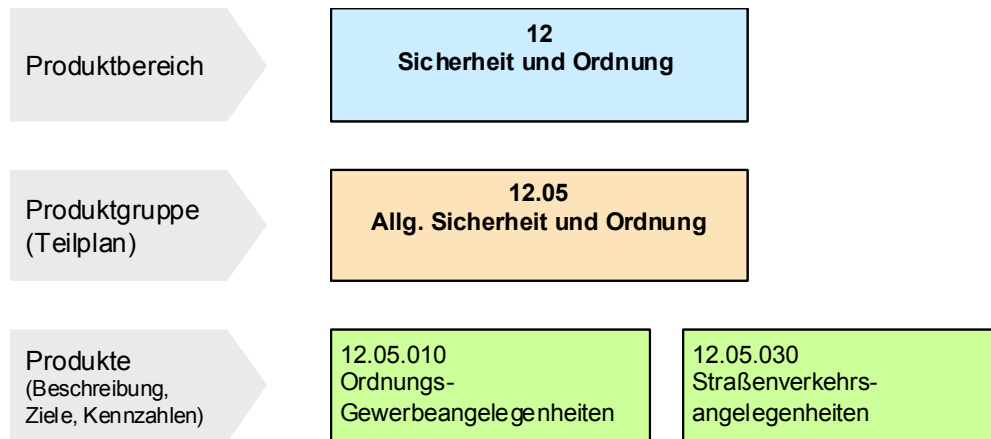 Produktbereich
12
Sicherheit und Ordnung
Produktgruppe
(Teilplan)
12.05
Allg. Sicherheit und Ordnung
Produkte
(Beschreibung,
Ziele, Kennzahlen)
12.05.010
Ordnungs-
Gewerbeangelegenheiten
12.05.030
Straßenverkehrs-
angelegenheiten